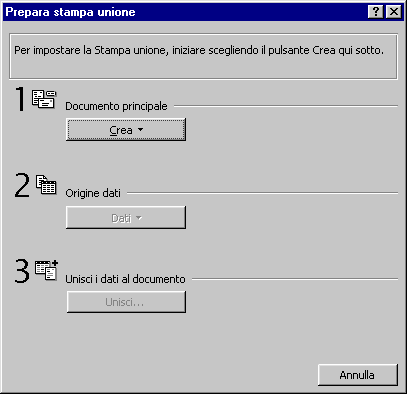 Prepara stampa unione
Per impostare la Stampa unione, iniziare scegliendo il pulsante Crea qui sotto.
1 Documento principale
Crea
2 Origine dati
Dati
3 Unisci i dati al documento
Unisci...
Annulla